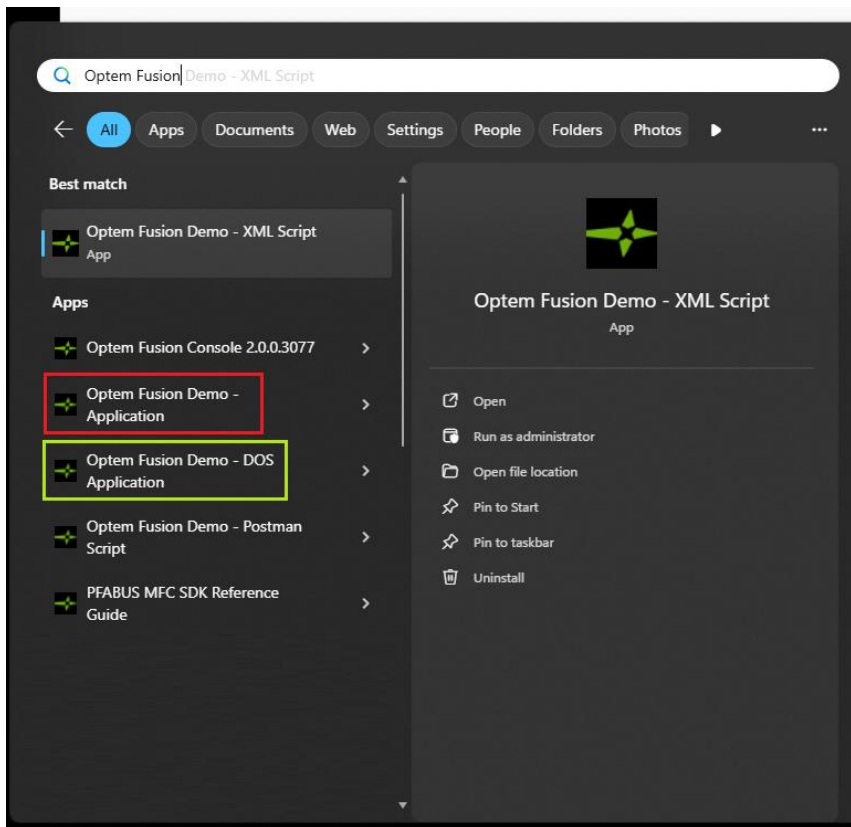 Optem Fusion Demo - XML Script
All Apps Documents Web Settings People Folders Photos
Best match
Optem Fusion Demo - XML Script
App
Apps
Optem Fusion Console 2.0.0.3077
Optem Fusion Demo -
Application
Optem Fusion Demo - DOS
Application
Optem Fusion Demo - Postman
Script
PFABUS MFC SDK Reference
Guide
Optem Fusion Demo - XML Script
App
Open
Run as administrator
Open file location
Pin to Start
Pin to taskbar
Uninstall